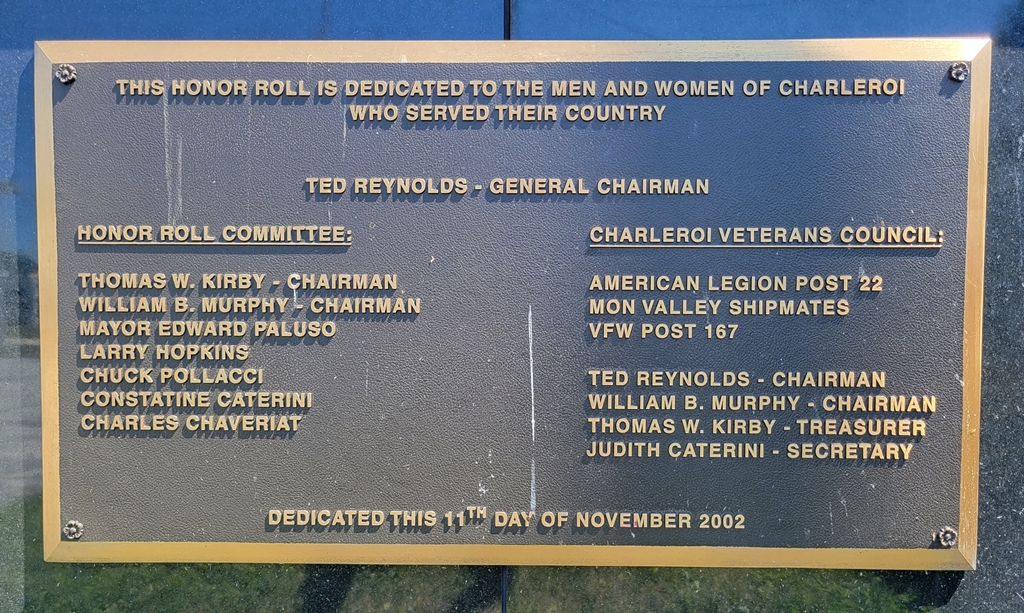 THIS HONOR ROLL IS DEDICATED TO THE MEN AND WOMEN OF CHARLEROI
WHO SERVED THEIR COUNTRY
TED REYNOLDS - GENERAL CHAIRMAN
HONOR ROLL COMMITTEE:
THOMAS W. KIRBY - CHAIRMAN
WILLIAM B. MURPHY - CHAIRMAN
MAYOR EDWARD PALUSO
LARRY HOPKINS
CHUCK POLLACCI
CONSTATINE CATERINI
CHARLES CHAVERIAT
CHARLEROI VETERANS COUNCIL:
AMERICAN LEGION POST 22
MON VALLEY SHIPMATES
VFW POST 167
TED REYNOLDS - CHAIRMAN
WILLIAM B. MURPHY - CHAIRMAN
THOMAS W. KIRBY - TREASURER
JUDITH CATERINI - SECRETARY
DEDICATED THIS 11TH DAY OF NOVEMBER 2002